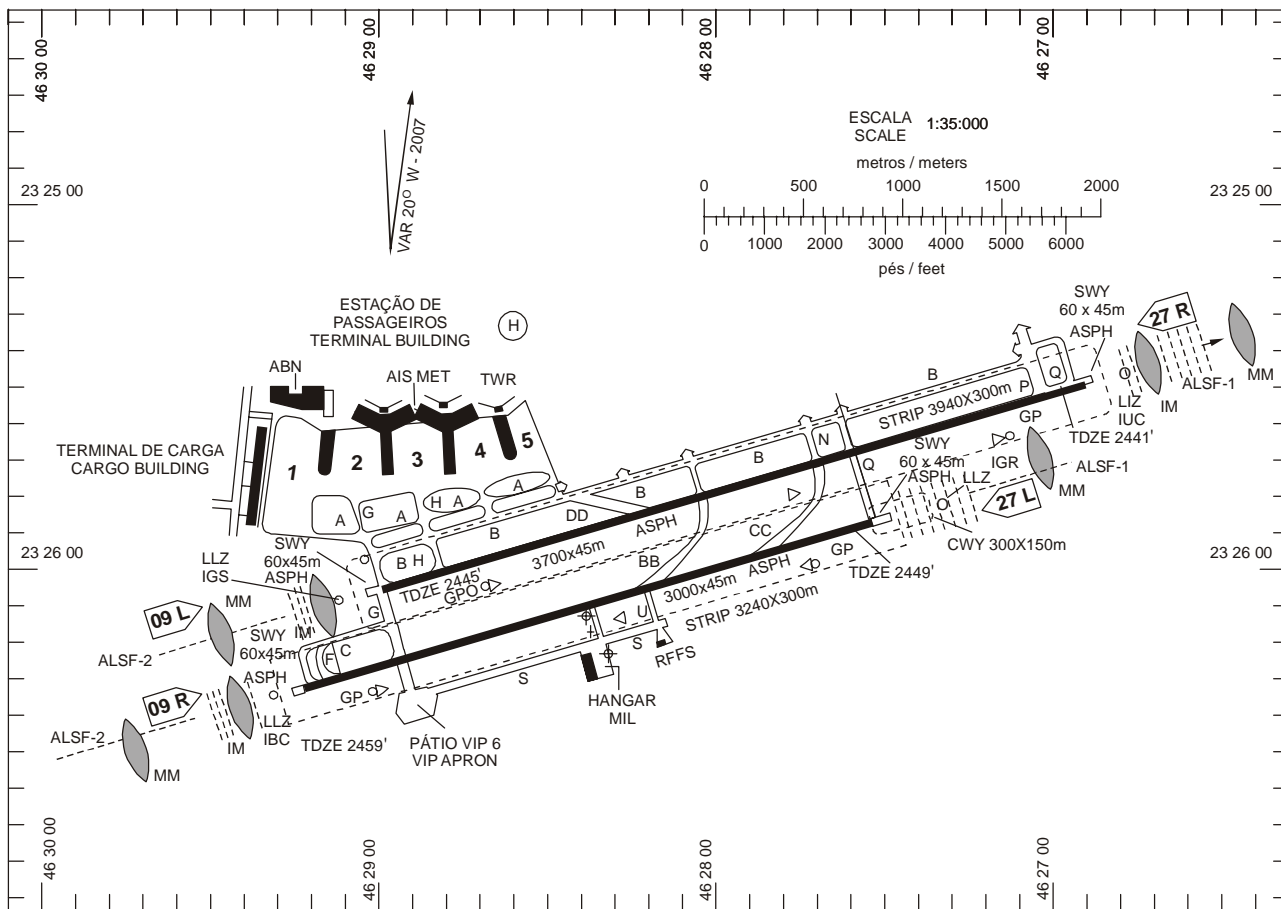 46 30 00
46 29 00
46 28 00
46 27 00
ESCALA
SCALE
1:35:000
metros / meters
0 500 1000 1500 2000
0 1000 2000 3000 4000 5000 6000
pés / feet
23 25 00
23 25 00
VAR 20° W - 2007
ESTAÇÃO DE
PASSAGEIROS
TERMINAL BUILDING
H
ABN
AIS MET
TWR
TERMINAL DE CARGA
CARGO BUILDING
1
2
3
4
5
SWY
60 x 45m
ASPH
27 R
MM
ALSF-1
IM
LIZ
IUC
B
STRIP 3940X300m
P
Q
GP
TDZE 2441'
IGR
ALSF-1
MM
27 L
N
Q
SWY
60 x 45m
ASPH
LLZ
CWY 300X150m
A
G
A
H A
A
B
B
DD
B
ASPH
3700x45m
CC
GP
TDZE 2449'
23 26 00
23 26 00
LLZ
IGS
SWY
60x45m
ASPH
B H
TDZE 2445'
GPO
BB
3000x45m
ASPH
STRIP 3240X300m
09 L
MM
ALSF-2
IM
G
SWY
60x45m
ASPH
F
C
U
S
RFFS
S
HANGAR
MIL
09 R
ALSF-2
MM
IM
LLZ
IBC
GP
TDZE 2459'
PÁTIO VIP 6
VIP APRON
46 30 00
46 29 00
46 28 00
46 27 00